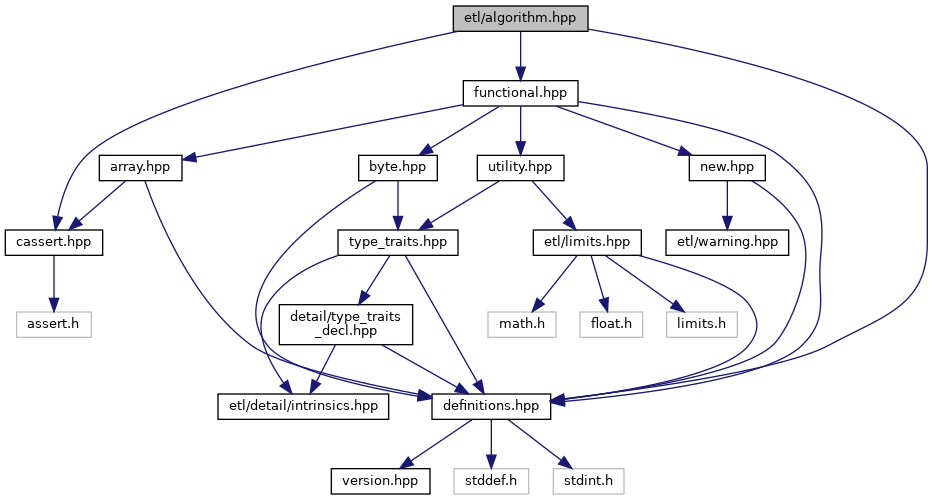 etl/algorithm.hpp
functional.hpp
array.hpp
byte.hpp
utility.hpp
new.hpp
cassert.hpp
type_traits.hpp
etl/limits.hpp
etl/warning.hpp
assert.h
detail/type_traits
_decl.hpp
math.h
float.h
limits.h
etl/detail/intrinsics.hpp
definitions.hpp
version.hpp
stddef.h
stdint.h